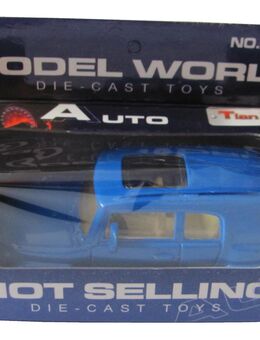 NO.
ODEL WORL
DIE-CAST TOYS
AUTO
Tian
HOT SELLING
DIE-CAST TOYS